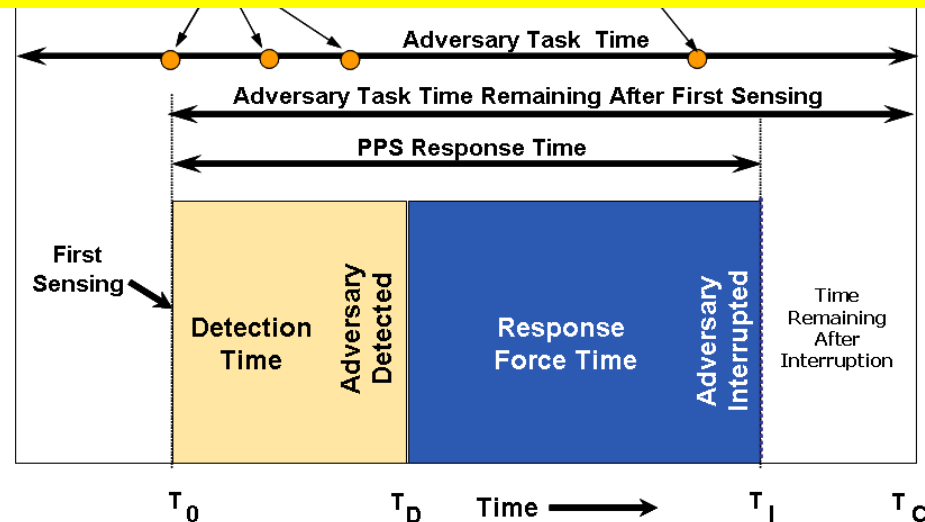 Adversary Task Time
Adversary Task Time Remaining After First Sensing
PPS Response Time
First
Sensing
Detection
Time
Adversary
Detected
Response
Force Time
Adversary
Interrupted
Time
Remaining
After
Interruption
T0
TD
Time
TI
TC